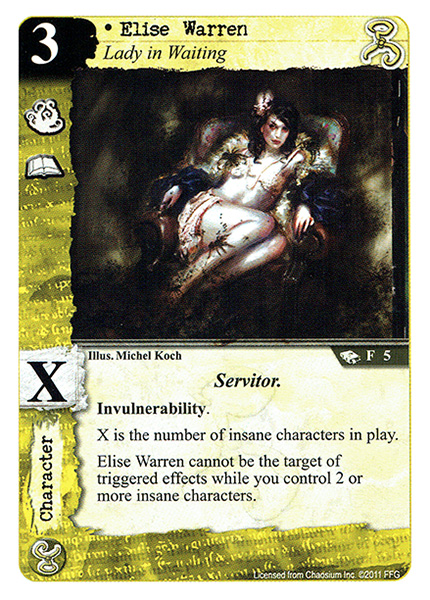 3
• Elise Warren
Lady in Waiting
Illus. Michel Koch
F 5
X
Servitor.
Invulnerability.
X is the number of insane characters in play.
Elise Warren cannot be the target of
triggered effects while you control 2 or
more insane characters.
Character
Licensed from Chaosium Inc. ©2011 FFG